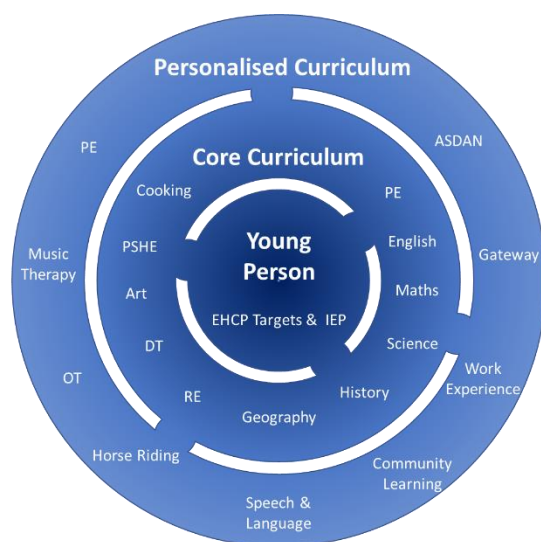 Personalised Curriculum
PE
ASDAN
Core Curriculum
Cooking
PE
Young
Person
PSHE
English
Music
Therapy
Gateway
Art
Maths
EHCP Targets & IEP
DT
Science
OT
Work
Experience
RE
History
Geography
Horse Riding
Community
Learning
Speech &
Language